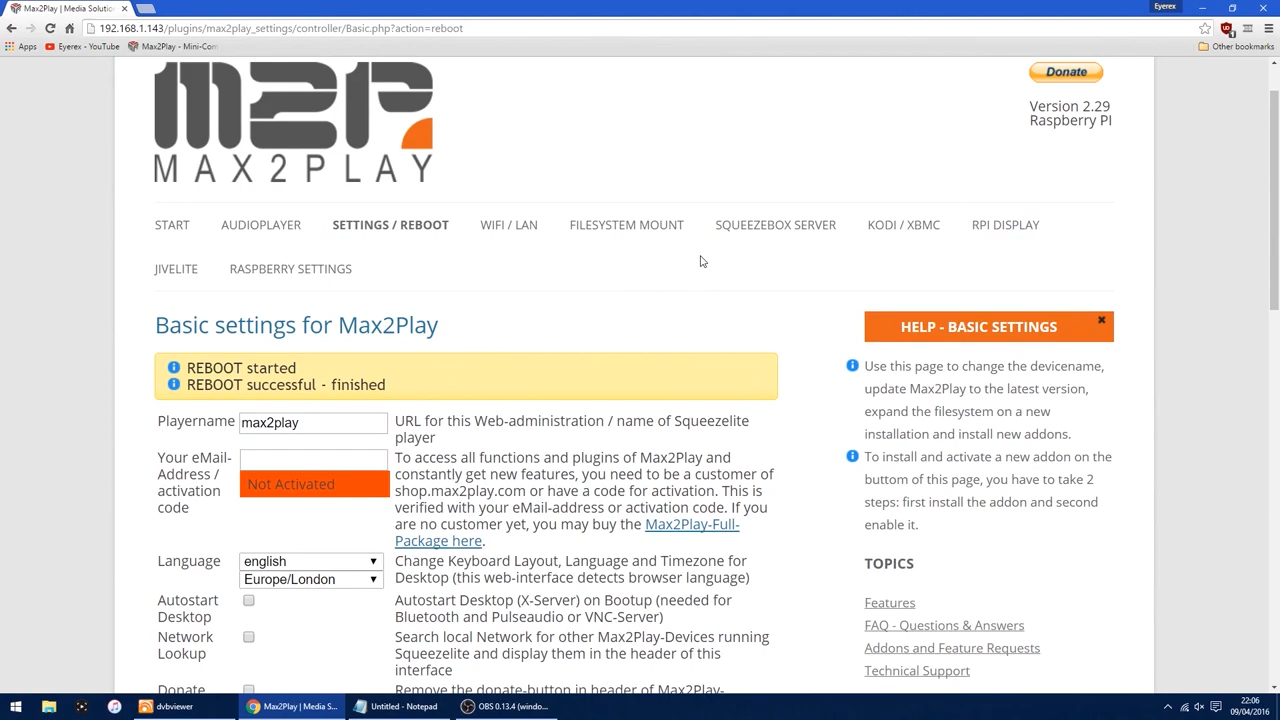 Max2Play | Media Solutio
Eyerex
192.168.1.143/plugins/max2play_settings/controller/Basic.php?action=reboot
Apps
Eyerex - YouTube
Max2Play - Mini-Com
Other bookmarks
M2P
MAX2PLAY
Donate
Version 2.29
Raspberry PI
START
AUDIOPLAYER
SETTINGS / REBOOT
WIFI / LAN
FILESYSTEM MOUNT
SQUEEZEBOX SERVER
KODI / XBMC
RPI DISPLAY
JIVELITE
RASPBERRY SETTINGS
Basic settings for Max2Play
REBOOT started
REBOOT successful - finished
Playername
max2play
URL for this Web-administration / name of Squeezelite
player
Your eMail-
Address /
activation
code
Not Activated
To access all functions and plugins of Max2Play and
constantly get new features, you need to be a customer of
shop.max2play.com or have a code for activation. This is
verified with your eMail-address or activation code. If you
are no customer yet, you may buy the Max2Play-Full-
Package here.
Language
english
Europe/London
Change Keyboard Layout, Language and Timezone for
Desktop (this web-interface detects browser language)
Autostart
Desktop
Autostart Desktop (X-Server) on Bootup (needed for
Bluetooth and Pulseaudio or VNC-Server)
Network
Lookup
Search local Network for other Max2Play-Devices running
Squeezelite and display them in the header of this
interface
Donate
Remove the donate-button in header of Max2Play-
HELP - BASIC SETTINGS
Use this page to change the devicename,
update Max2Play to the latest version,
expand the filesystem on a new
installation and install new addons.
To install and activate a new addon on the
buttom of this page, you have to take 2
steps: first install the addon and second
enable it.
TOPICS
Features
FAQ - Questions & Answers
Addons and Feature Requests
Technical Support
dvbviewer
Max2Play | Media S...
Untitled - Notepad
OBS 0.13.4 (windo...
22:06
09/04/2016